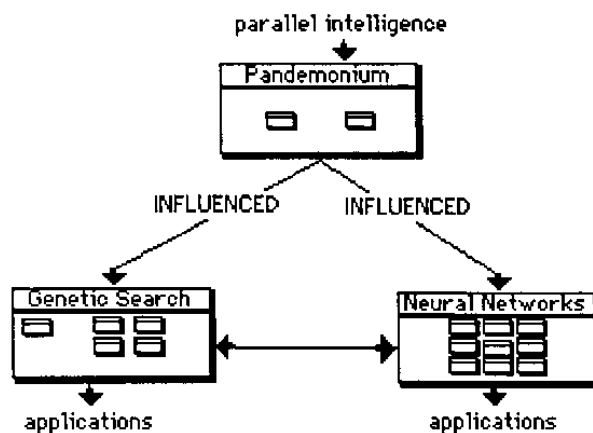 parallel intelligence
Pandemonium
INFLUENCED INFLUENCED
Genetic Search
Neural Networks
applications
applications